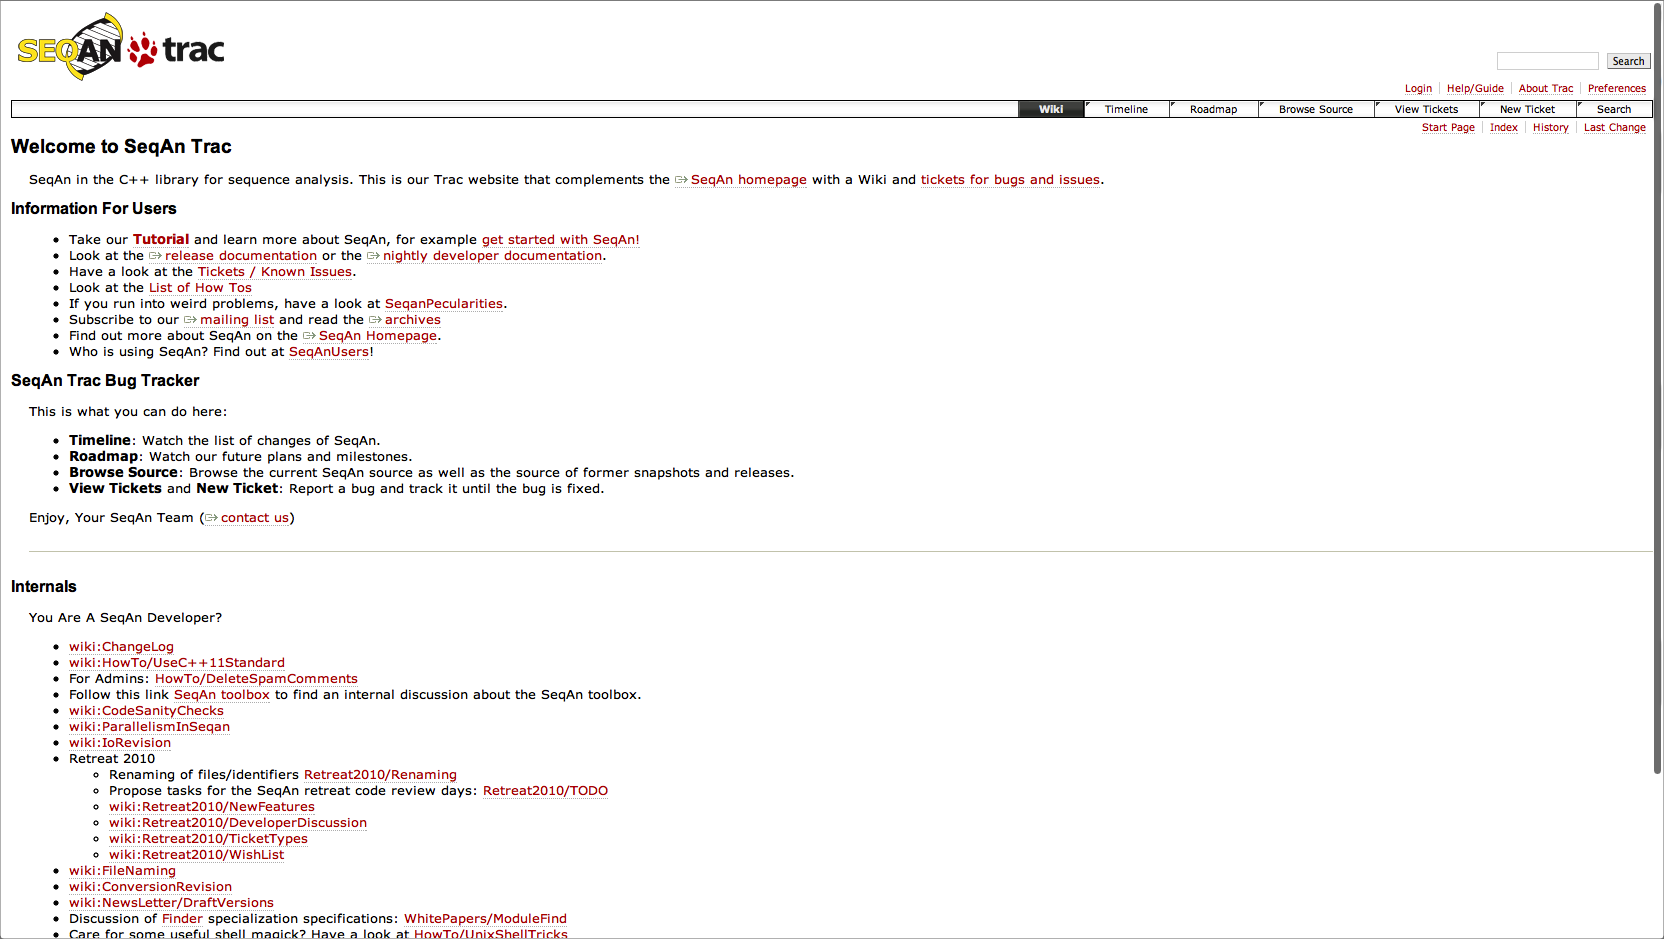 SEQAN trac
Search
Login Help/Guide About Trac Preferences
Wiki Timeline Roadmap Browse Source View Tickets New Ticket Search
Start Page Index History Last Change
Welcome to SeqAn Trac
SeqAn in the C++ library for sequence analysis. This is our Trac website that complements the SeqAn homepage with a Wiki and tickets for bugs and issues.
Information For Users
Take our Tutorial and learn more about SeqAn, for example get started with SeqAn!
Look at the release documentation or the nightly developer documentation.
Have a look at the Tickets / Known Issues.
Look at the List of How Tos
If you run into weird problems, have a look at SeqanPecularities.
Subscribe to our mailing list and read the archives
Find out more about SeqAn on the SeqAn Homepage.
Who is using SeqAn? Find out at SeqAnUsers!
SeqAn Trac Bug Tracker
This is what you can do here:
Timeline: Watch the list of changes of SeqAn.
Roadmap: Watch our future plans and milestones.
Browse Source: Browse the current SeqAn source as well as the source of former snapshots and releases.
View Tickets and New Ticket: Report a bug and track it until the bug is fixed.
Enjoy, Your SeqAn Team (contact us)
Internals
You Are A SeqAn Developer?
wiki:ChangeLog
wiki:HowTo/UseC++11Standard
For Admins: HowTo/DeleteSpamComments
Follow this link SeqAn toolbox to find an internal discussion about the SeqAn toolbox.
wiki:CodeSanityChecks
wiki:ParallelismInSeqan
wiki:IoRevision
Retreat 2010
Renaming of files/identifiers Retreat2010/Renaming
Propose tasks for the SeqAn retreat code review days: Retreat2010/TODO
wiki:Retreat2010/NewFeatures
wiki:Retreat2010/DeveloperDiscussion
wiki:Retreat2010/TicketTypes
wiki:Retreat2010/WishList
wiki:FileNaming
wiki:ConversionRevision
wiki:NewsLetter/DraftVersions
Discussion of Finder specialization specifications: WhitePapers/ModuleFind
Care for some useful shell magick? Have a look at HowTo/UnixShellTricks